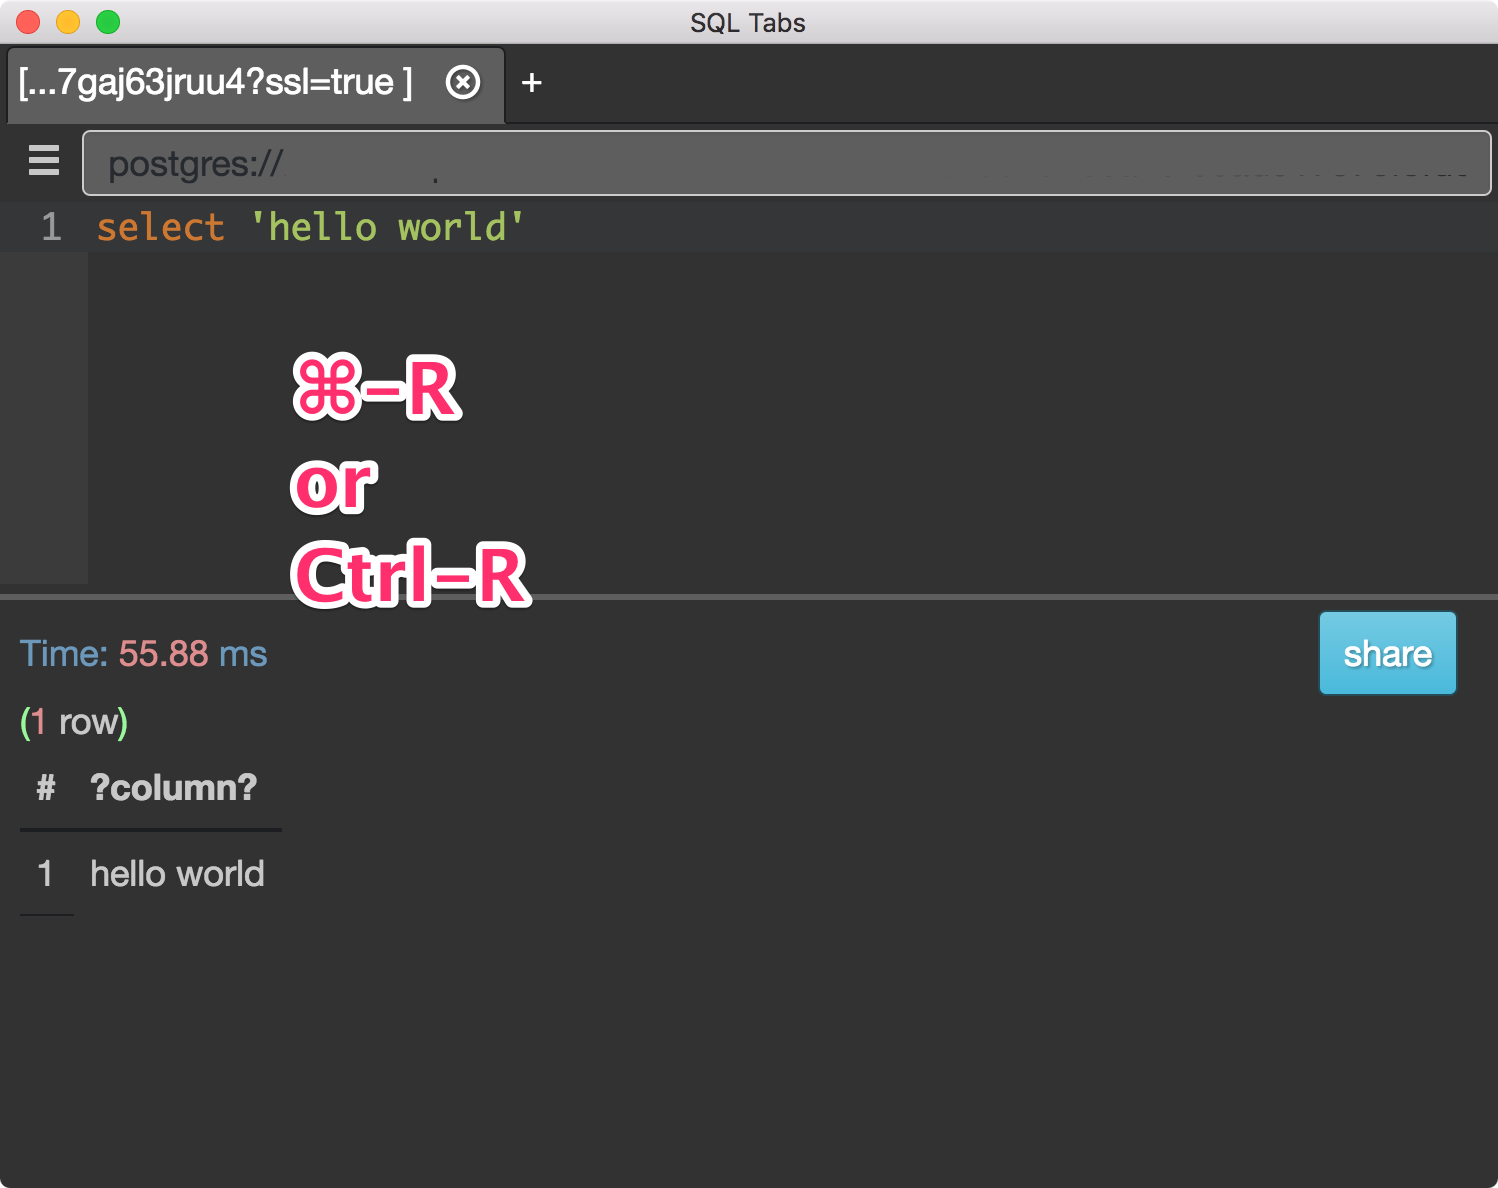 SQL Tabs
[...7gaj63jruu4?ssl=true ]
+
postgres://
1 select 'hello world'
⌘-R
or
Ctrl-R
Time: 55.88 ms
share
(1 row)
# ?column?
1 hello world